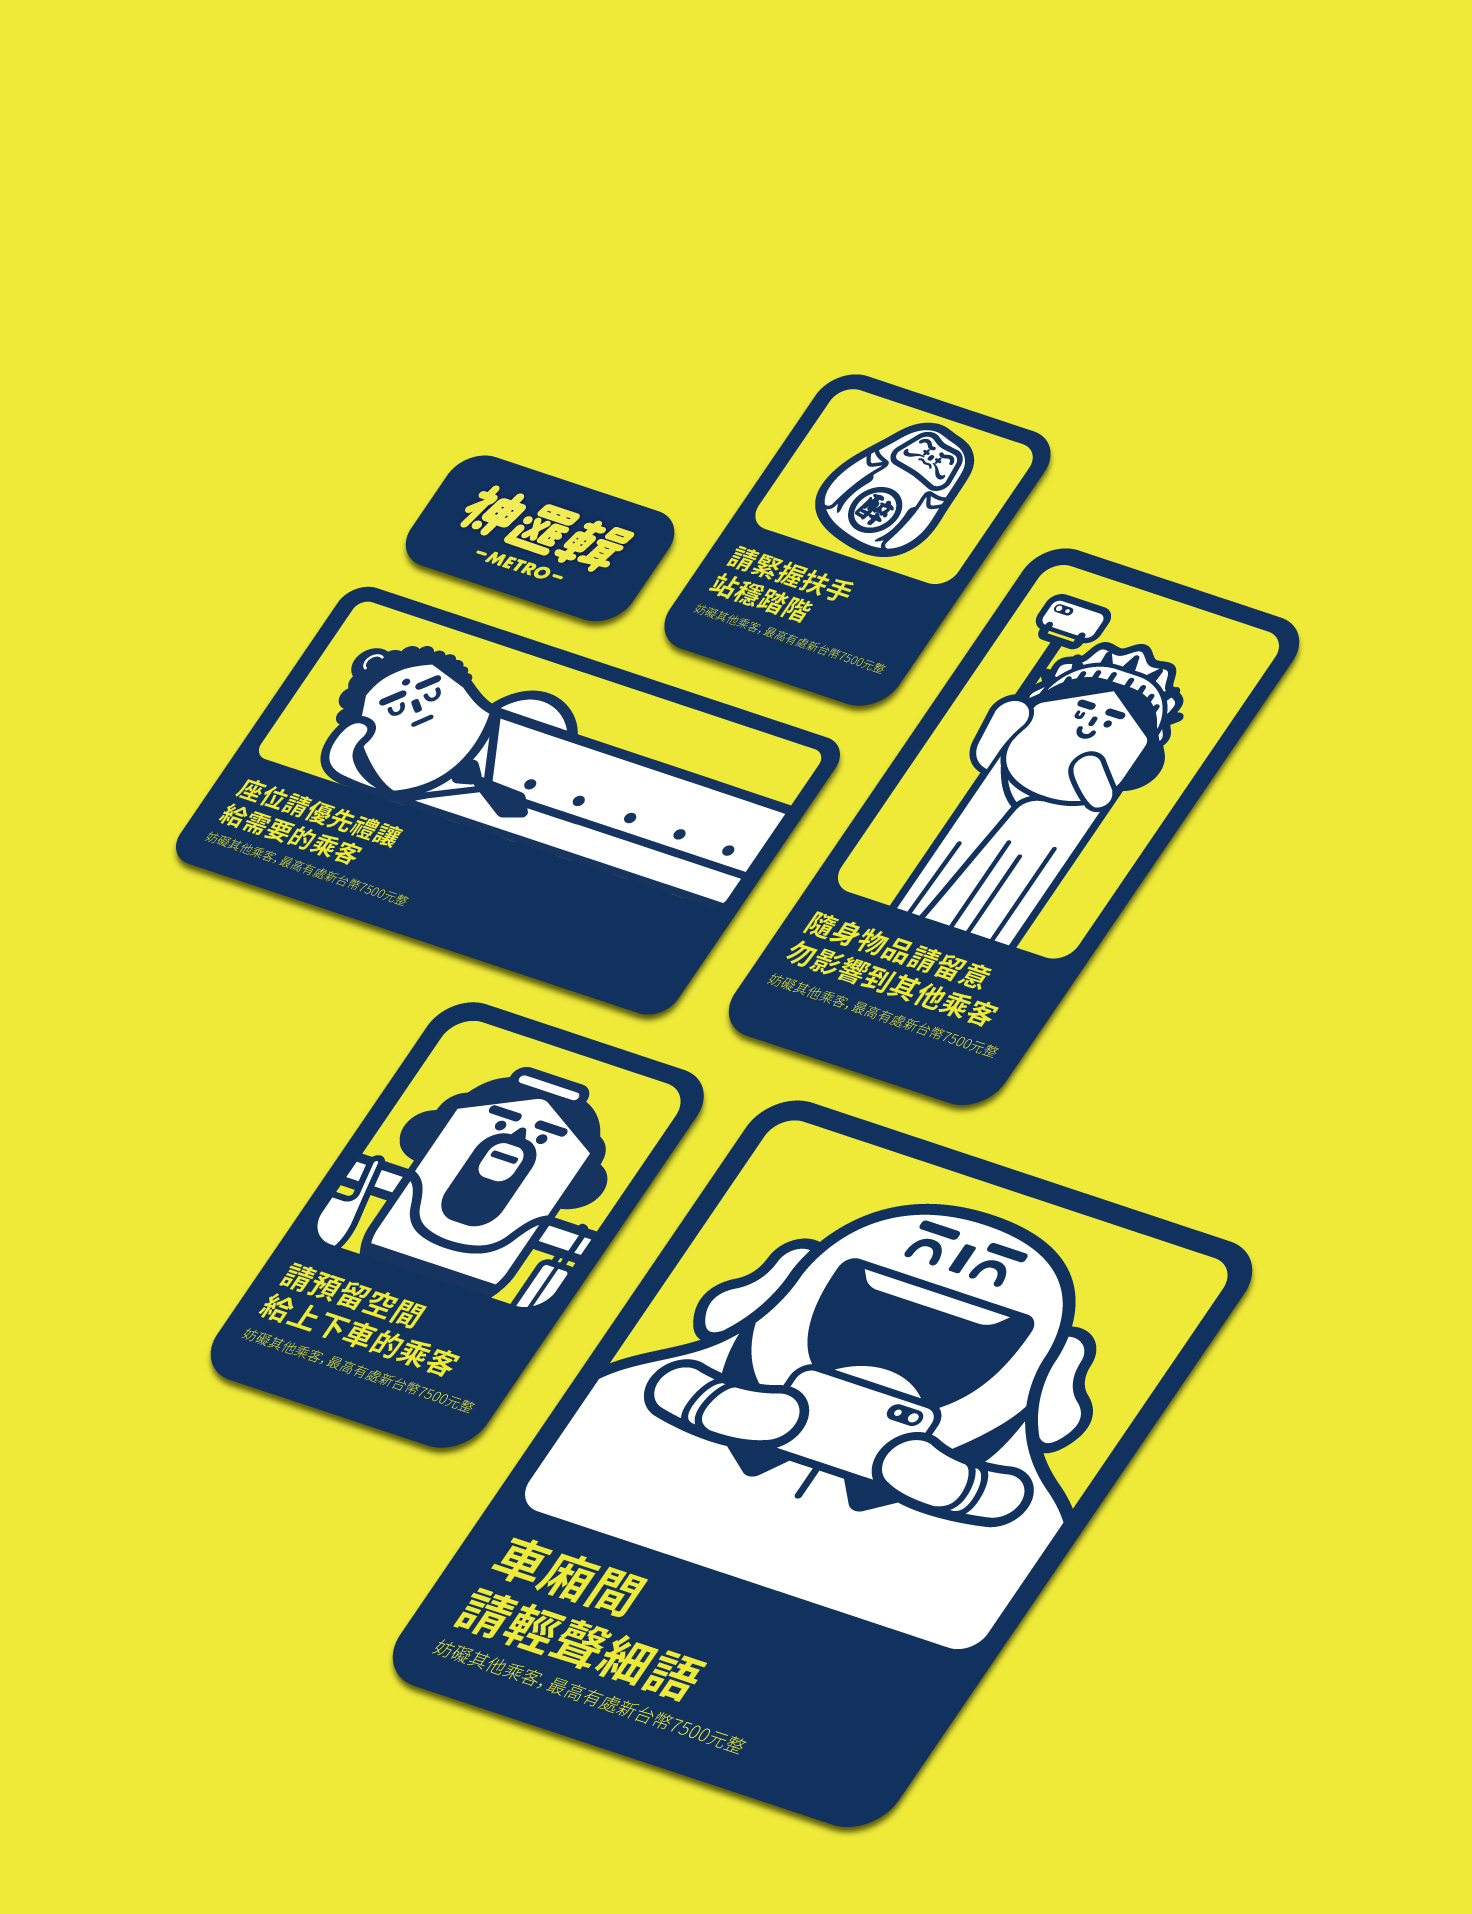 神邏輯
-METRO-
請緊握扶手
站穩踏階
妨礙其他乘客，最高有處新台幣7500元整
醉
座位請優先禮讓
給需要的乘客
妨礙其他乘客，最高有處新台幣7500元整
隨身物品請留意
勿影響到其他乘客
妨礙其他乘客，最高有處新台幣7500元整
請預留空間
給上下車的乘客
妨礙其他乘客，最高有處新台幣7500元整
車廂間
請輕聲細語
妨礙其他乘客，最高有處新台幣7500元整